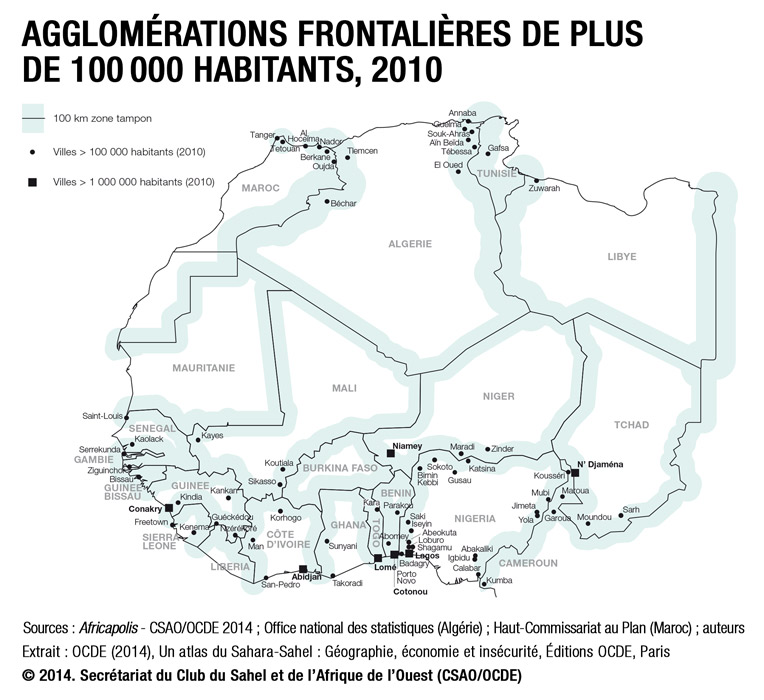 AGGLOMÉRATIONS FRONTALIÈRES DE PLUS
DE 100 000 HABITANTS, 2010
100 km zone tampon
Villes > 100 000 habitants (2010)
Villes > 1 000 000 habitants (2010)
Annaba
Guelma
Souk-Ahras
Aïn Beïda
Tébessa
El Oued
Gafsa
TUNISIE
Zuwarah
Tanger
Tetouan
Al
Hoceima
Nador
Berkane
Oujda
Tlemcen
MAROC
Béchar
ALGERIE
LIBYE
MAURITANIE
MALI
NIGER
TCHAD
Saint-Louis
SENEGAL
Kaolack
Kayes
Serrekunda
GAMBIE
Ziguinchor
Bissau
GUINEE
BISSAU
GUINEE
Kindia
Kankan
Conakry
Freetown
Kenema
SIERRA
LEONE
Guéckédou
Nzérékoré
Man
LIBERIA
Koutiala
Sikasso
BURKINA FASO
Korhogo
CÔTE
D'IVOIRE
San-Pedro
Abidjan
GHANA
Sunyani
Takoradi
TOGO
Kara
BENIN
Parakou
Abomey
Lomé
Cotonou
Porto
Novo
Badagry
Lagos
Shagamu
Loburo
Abeokuta
Iseyin
Saki
Niamey
Maradi
Zinder
Sokoto
Katsina
Birnin
Kebbi
Gusau
NIGERIA
N' Djaména
Kousséri
Mubi
Maroua
Jimeta
Yola
Garoua
Moundou
Sarh
Abakaliki
Igbidu
Calabar
Kumba
CAMEROUN
Sources : Africapolis - CSAO/OCDE 2014 ; Office national des statistiques (Algérie) ; Haut-Commissariat au Plan (Maroc) ; auteurs
Extrait : OCDE (2014), Un atlas du Sahara-Sahel : Géographie, économie et insécurité, Éditions OCDE, Paris
© 2014. Secrétariat du Club du Sahel et de l'Afrique de l'Ouest (CSAO/OCDE)